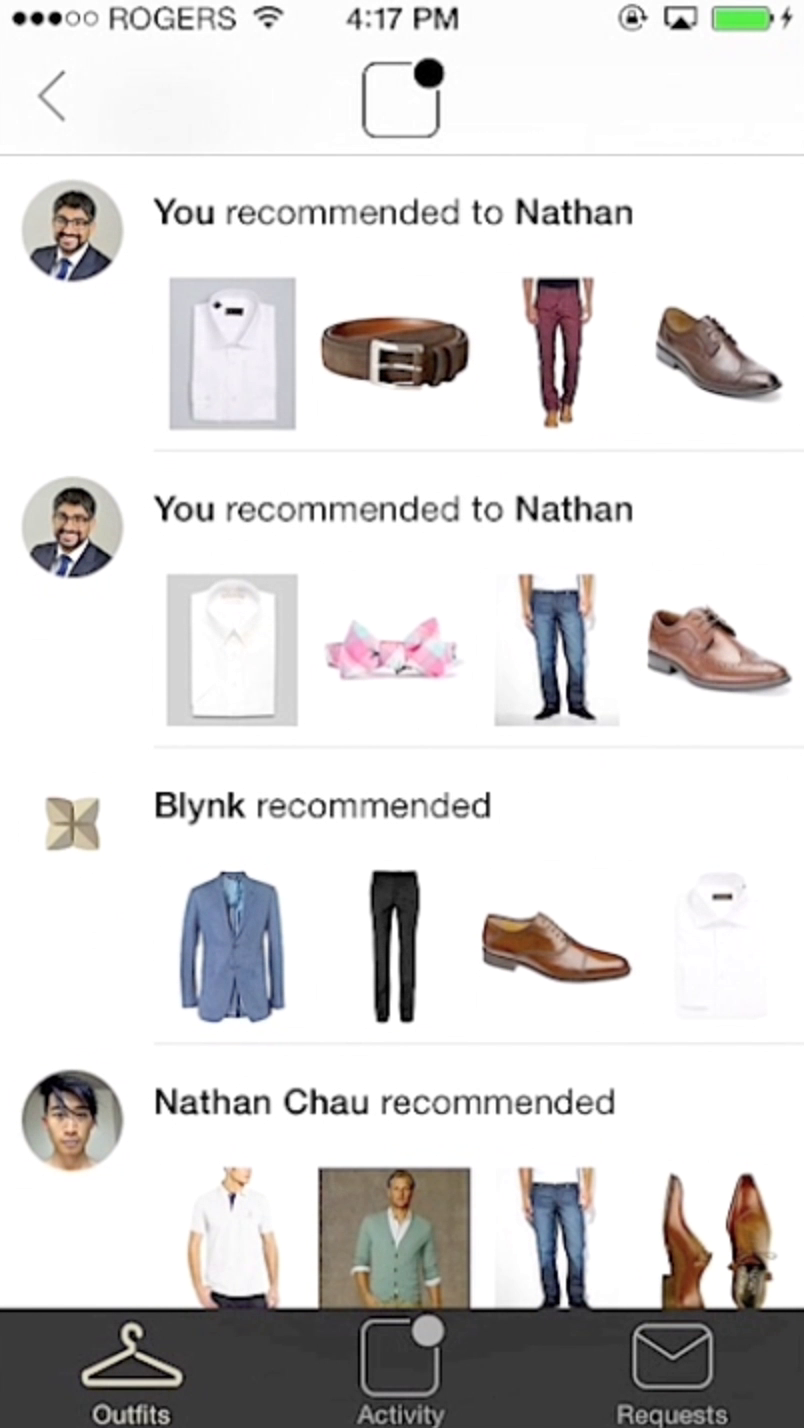 ROGERS 4:17 PM
You recommended to Nathan
You recommended to Nathan
Blynk recommended
Nathan Chau recommended
Outfits Activity Requests